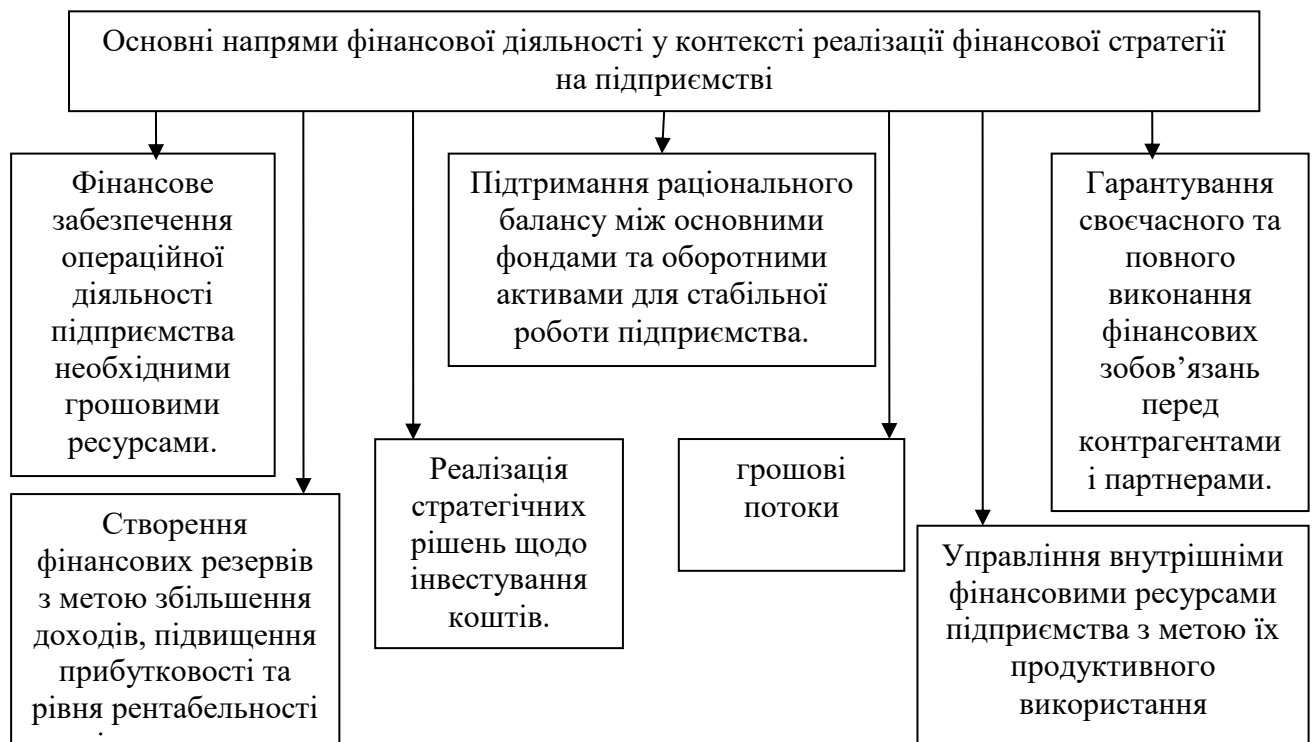 Основні напрями фінансової діяльності у контексті реалізації фінансової стратегії
на підприємстві
Фінансове
забезпечення
операційної
діяльності
підприємства
необхідними
грошовими
ресурсами.
Підтримання раціонального
балансу між основними
фондами та оборотними
активами для стабільної
роботи підприємства.
Гарантування
своєчасного та
повного
виконання
фінансових
зобов’язань
перед
контрагентами
і партнерами.
Створення
фінансових резервів
з метою збільшення
доходів, підвищення
прибутковості та
рівня рентабельності
Реалізація
стратегічних
рішень щодо
інвестування
коштів.
грошові
потоки
Управління внутрішніми
фінансовими ресурсами
підприємства з метою їх
продуктивного
використання